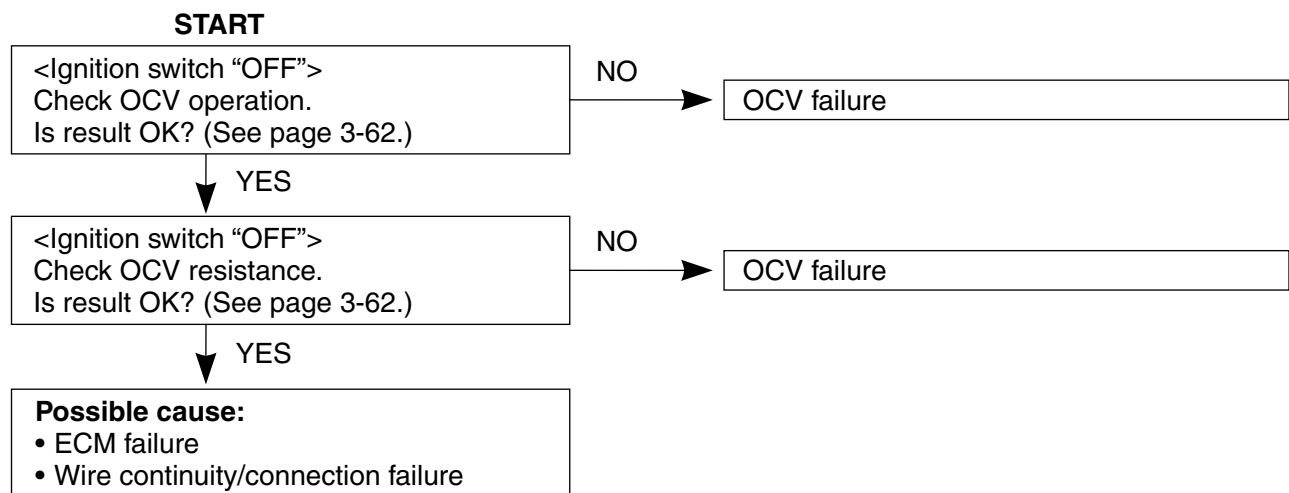 START
<Ignition switch “OFF”>
Check OCV operation.
Is result OK? (See page 3-62.)
NO
OCV failure
YES
<Ignition switch “OFF”>
Check OCV resistance.
Is result OK? (See page 3-62.)
NO
OCV failure
YES
Possible cause:
• ECM failure
• Wire continuity/connection failure